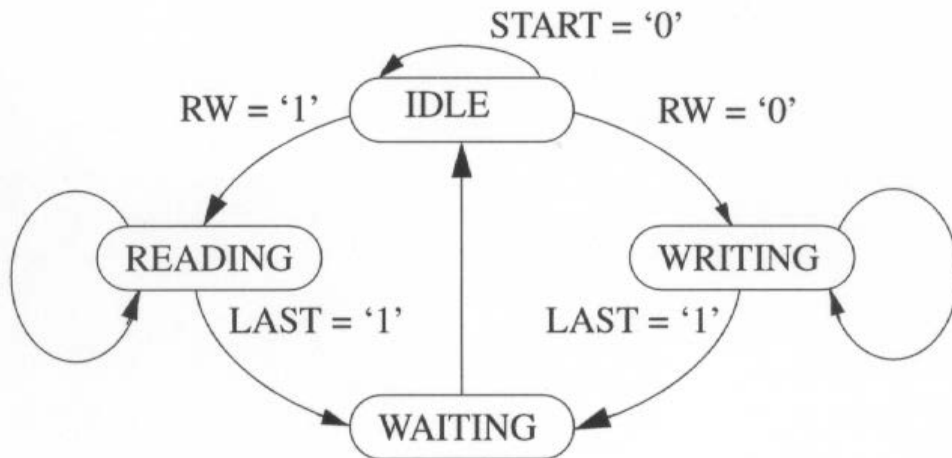 START = ‘0’
IDLE
RW = ‘1’
RW = ‘0’
READING
WRITING
LAST = ‘1’
LAST = ‘1’
WAITING